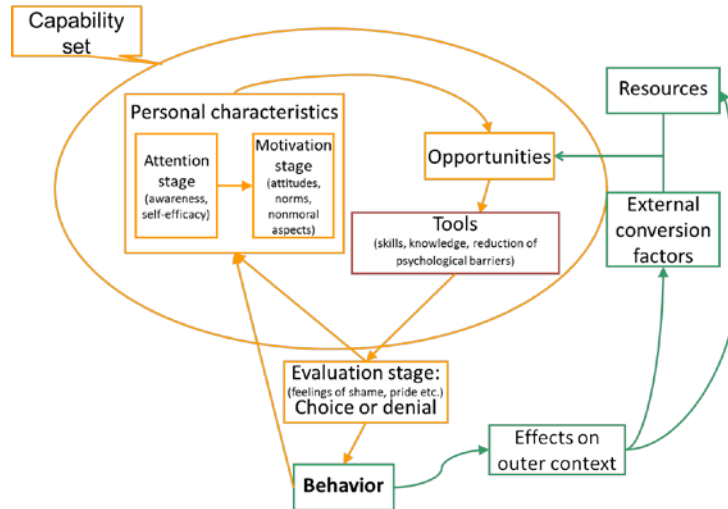 Capability
set
Personal characteristics
Attention
stage
(awareness,
self-efficacy)
Motivation
stage
(attitudes,
norms,
nonmoral
aspects)
Opportunities
Tools
(skills, knowledge, reduction of
psychological barriers)
Resources
External
conversion
factors
Evaluation stage:
(feelings of shame, pride etc.)
Choice or denial
Effects on
outer context
Behavior